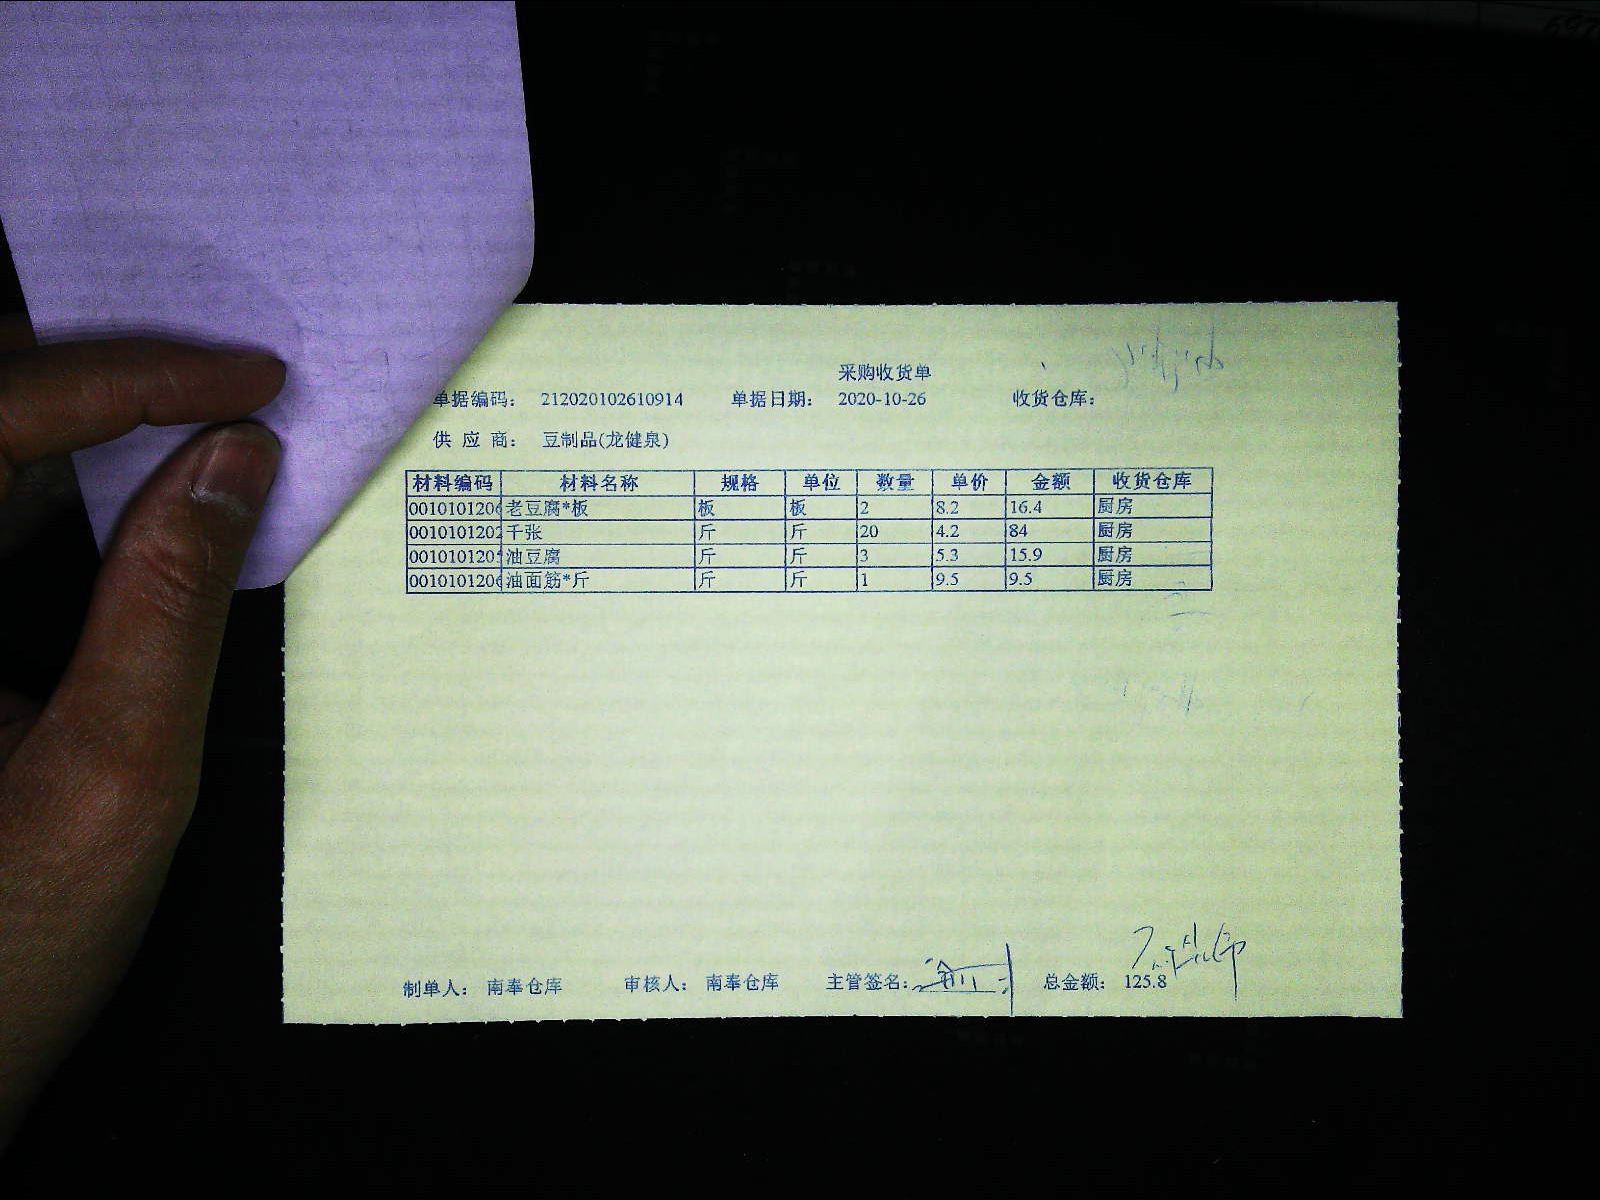 采购收货单
单据编码: 212020102610914 单据日期: 2020-10-26 收货仓库:
供 应 商: 豆制品(龙健泉)
材料编码 材料名称 规格 单位 数量 单价 金额 收货仓库
0010101206 老豆腐*板 板 板 2 8.2 16.4 厨房
0010101202 千张 斤 斤 20 4.2 84 厨房
001010120 油豆腐 斤 斤 3 5.3 15.9 厨房
0010101206 油面筋*斤 斤 斤 1 9.5 9.5 厨房
制单人: 南奉仓库 审核人: 南奉仓库 主管签名: 总金额: 125.8